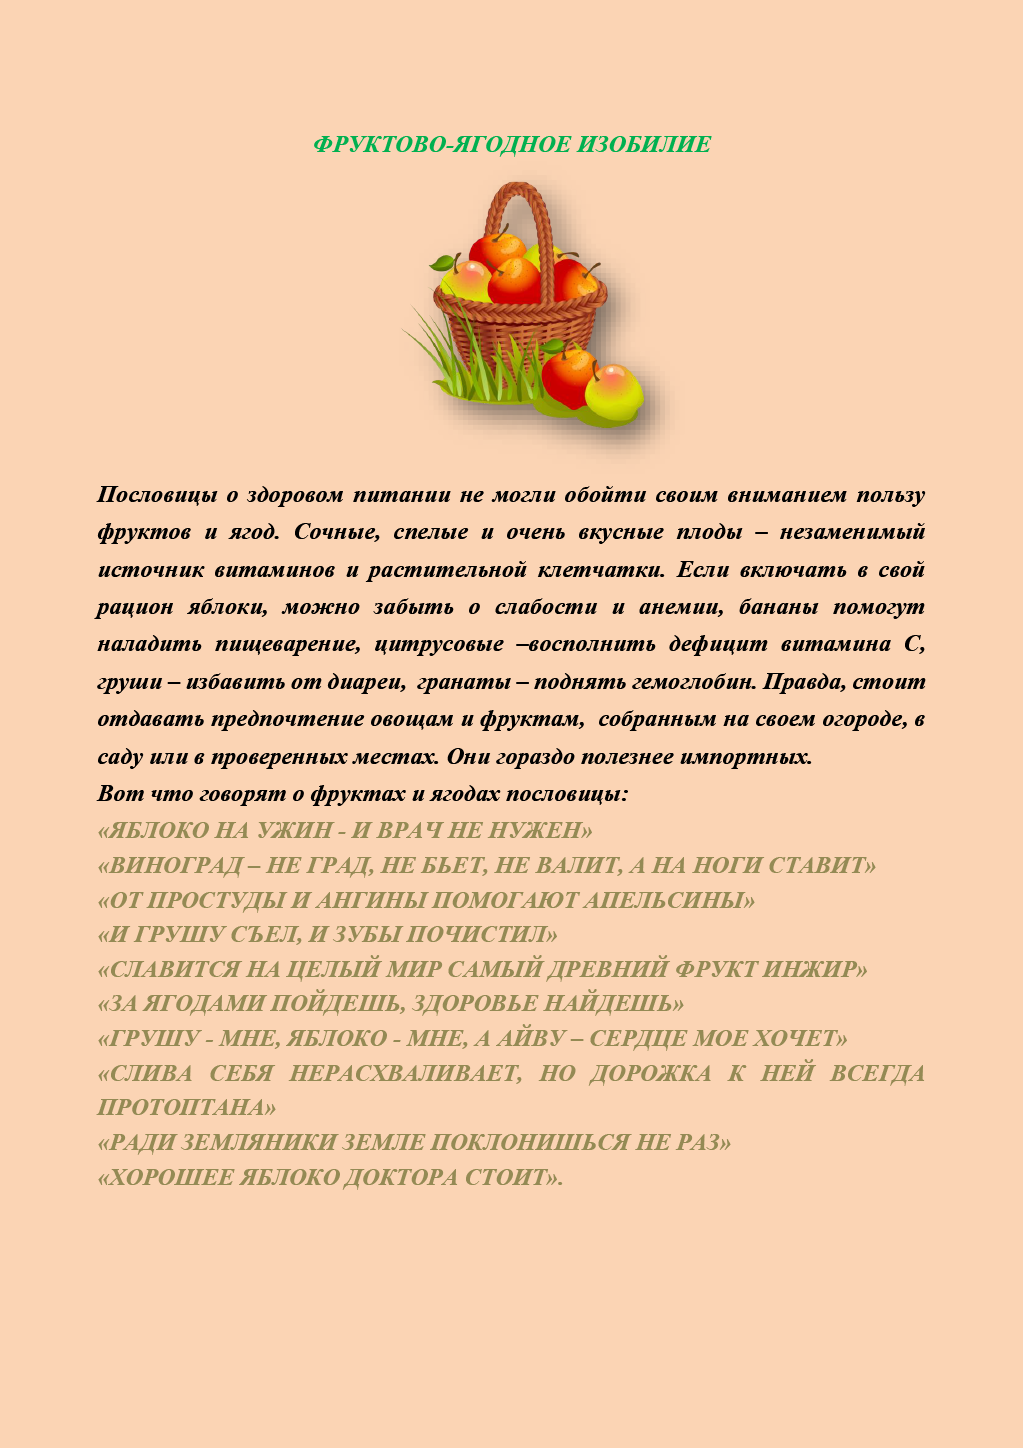 ФРУКТОВО-ЯГОДНОЕ ИЗОБИЛИЕ
Пословицы о здоровом питании не могли обойти своим вниманием пользу
фруктов и ягод. Сочные, спелые и очень вкусные плоды – незаменимый
источник витаминов и растительной клетчатки. Если включать в свой
рацион яблоки, можно забыть о слабости и анемии, бананы помогут
наладить пищеварение, цитрусовые –восполнить дефицит витамина С,
груши – избавить от диареи,  гранаты – поднять гемоглобин. Правда, стоит
отдавать предпочтение овощам и фруктам,  собранным на своем огороде, в
саду или в проверенных местах. Они гораздо полезнее импортных.
Вот что говорят о фруктах и ягодах пословицы:
«ЯБЛОКО НА УЖИН - И ВРАЧ НЕ НУЖЕН»
«ВИНОГРАД – НЕ ГРАД, НЕ БЬЕТ, НЕ ВАЛИТ, А НА НОГИ СТАВИТ»
«ОТ ПРОСТУДЫ И АНГИНЫ ПОМОГАЮТ АПЕЛЬСИНЫ»
«И ГРУШУ СЪЕЛ, И ЗУБЫ ПОЧИСТИЛ»
«СЛАВИТСЯ НА ЦЕЛЫЙ МИР САМЫЙ ДРЕВНИЙ ФРУКТ ИНЖИР»
«ЗА ЯГОДАМИ ПОЙДЕШЬ, ЗДОРОВЬЕ НАЙДЕШЬ»
«ГРУШУ - МНЕ, ЯБЛОКО - МНЕ, А АЙВУ – СЕРДЦЕ МОЕ ХОЧЕТ»
«СЛИВА СЕБЯ НЕРАСХВАЛИВАЕТ, НО ДОРОЖКА К НЕЙ ВСЕГДА
ПРОТОПТАНА»
«РАДИ ЗЕМЛЯНИКИ ЗЕМЛЕ ПОКЛОНИШЬСЯ НЕ РАЗ»
«ХОРОШЕЕ ЯБЛОКО ДОКТОРА СТОИТ».